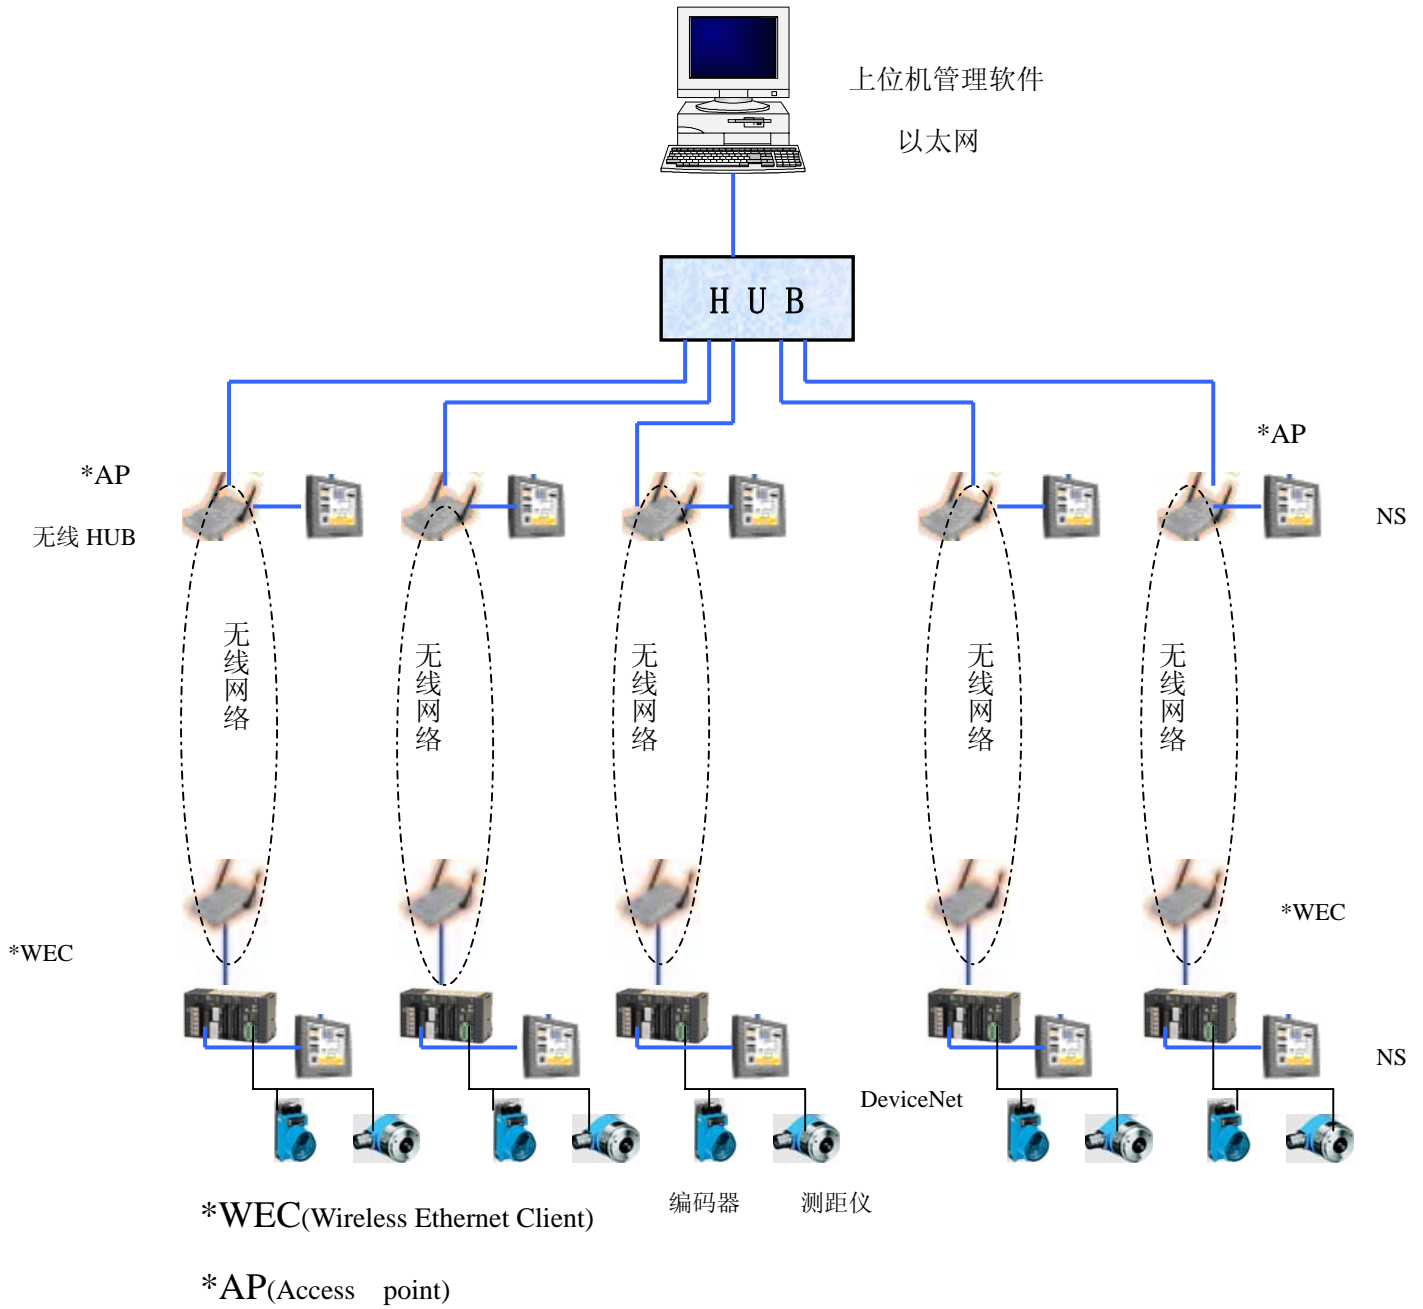 上位机管理软件
以太网
HUB
*AP
*AP
无线 HUB
NS
无线网络
无线网络
无线网络
无线网络
无线网络
*WEC
*WEC
NS
DeviceNet
编码器
测距仪
*WEC(Wireless Ethernet Client)
*AP(Access point)